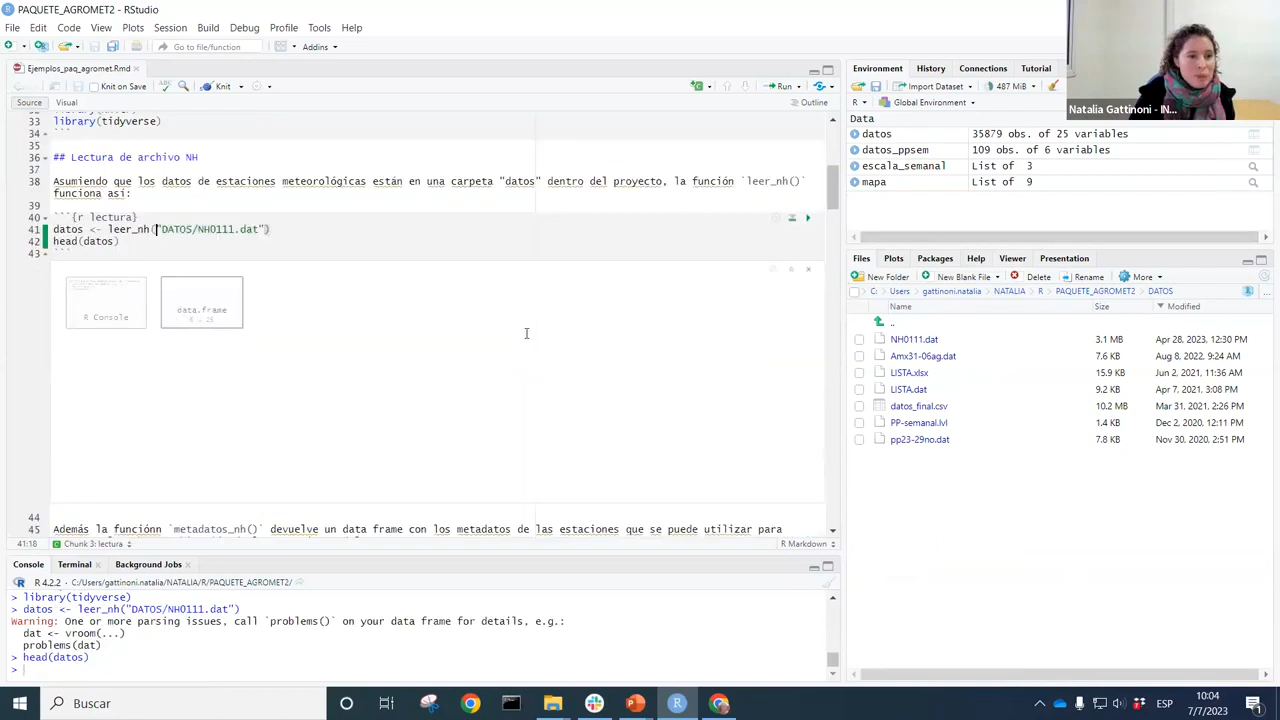 PAQUETE_AGROMET2 - RStudio
File Edit Code View Plots Session Build Debug Profile Tools Help
Go to file/function Addins
Ejemplos_paq_agromet.Rmd
Knit on Save Knit Run
Source Visual Outline
33 library(tidyverse)
34 ```
35
36 ## Lectura de archivo NH
37
38 Asumiendo que los datos de estaciones meteorológicas están en una carpeta "datos" dentro del proyecto, la función `leer_nh()`
funciona así:
39
40 ```{r lectura}
41 datos <- leer_nh("DATOS/NH0111.dat")
42 head(datos)
43 ```
R Console
data.frame
6 x 25
44
45 Además la funciónn `metadatos_nh()` devuelve un data frame con los metadatos de las estaciones que se puede utilizar para
41:18 Chunk 3: lectura R Markdown
Console Terminal Background Jobs
R 4.2.2 · C:/Users/gattinoni.natalia/NATALIA/R/PAQUETE_AGROMET2/
> library(tidyverse)
> datos <- leer_nh("DATOS/NH0111.dat")
Warning: One or more parsing issues, call `problems()` on your data frame for details, e.g.:
dat <- vroom(...)
problems(dat)
> head(datos)
>
Environment History Connections Tutorial
Import Dataset 487 MiB
R Global Environment
Data
datos 35879 obs. of 25 variables
datos_ppsem 109 obs. of 6 variables
escala_semanal List of 3
mapa List of 9
Natalia Gattinoni - IN...
Files Plots Packages Help Viewer Presentation
New Folder New Blank File Delete Rename More
C: Users gattinoni.natalia NATALIA R PAQUETE_AGROMET2 DATOS ...
Name Size Modified
..
NH0111.dat 3.1 MB Apr 28, 2023, 12:30 PM
Amx31-06ag.dat 7.6 KB Aug 8, 2022, 9:24 AM
LISTA.xlsx 15.9 KB Jun 2, 2021, 11:36 AM
LISTA.dat 9.2 KB Apr 7, 2021, 3:08 PM
datos_final.csv 10.2 MB Mar 31, 2021, 2:26 PM
PP-semanal.lvl 1.4 KB Dec 2, 2020, 12:11 PM
pp23-29no.dat 7.8 KB Nov 30, 2020, 2:51 PM
Buscar
ESP
10:04
7/7/2023